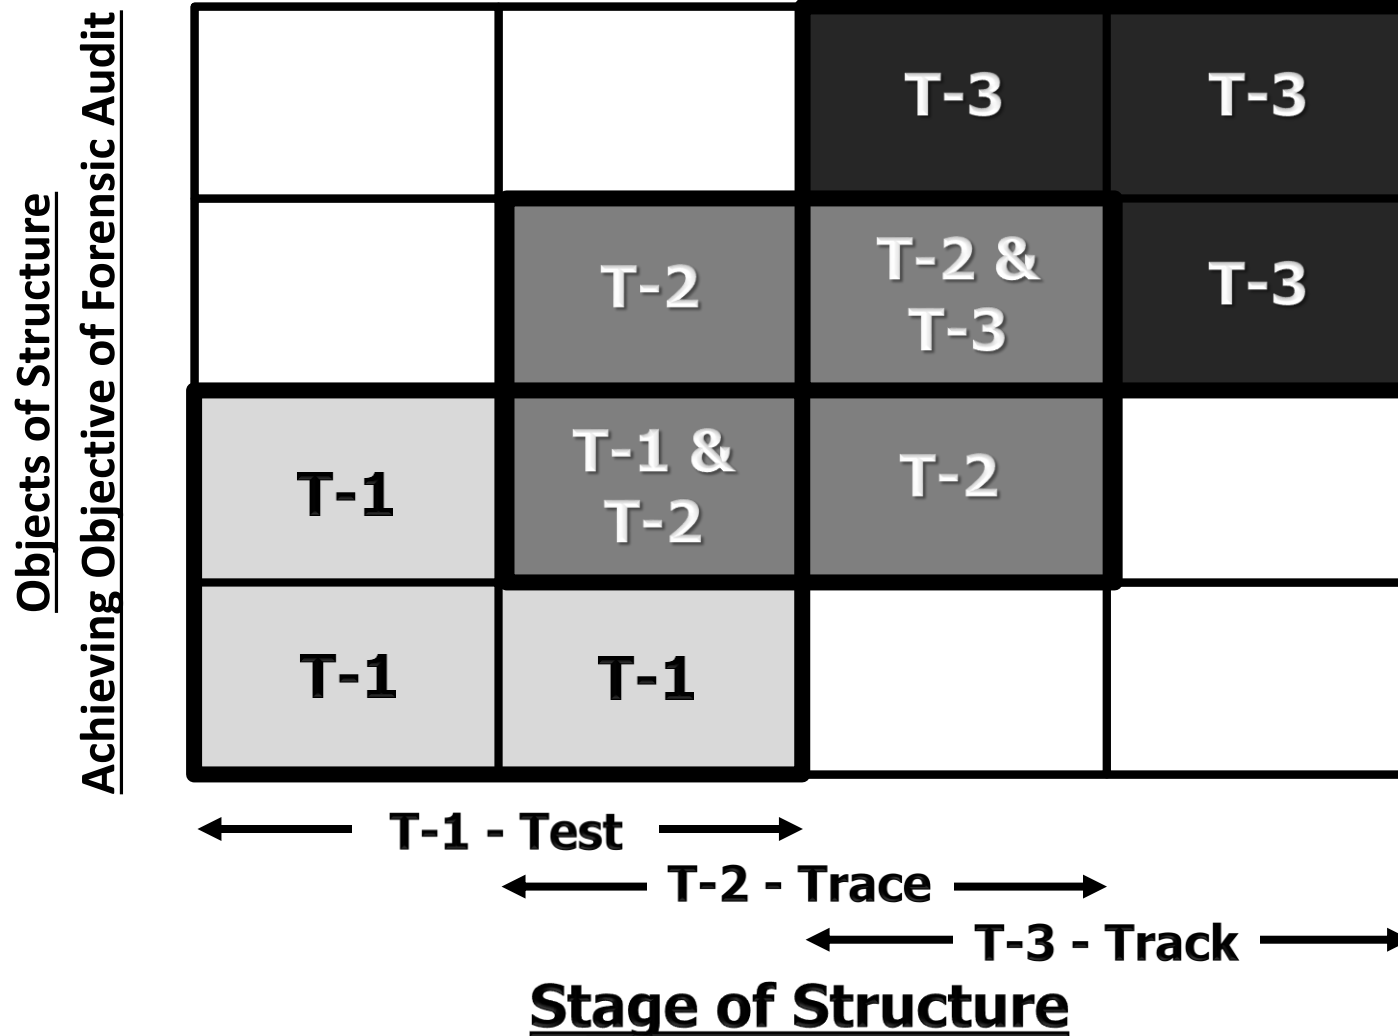 Objects of Structure
Achieving Objective of Forensic Audit
T-3
T-3
T-2
T-2 &
T-3
T-3
T-1
T-1 &
T-2
T-2
T-1
T-1
T-1 - Test
T-2 - Trace
T-3 - Track
Stage of Structure